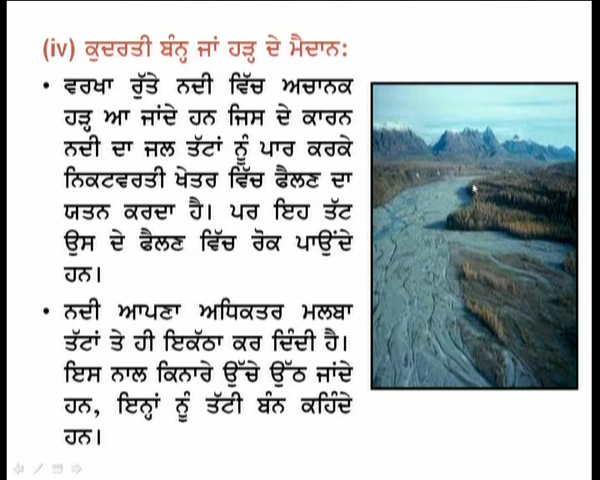 (iv) ਕੁਦਰਤੀ ਬੰਨ੍ਹ ਜਾਂ ਹੜ੍ਹ ਦੇ ਮੈਦਾਨ:
• ਵਰਖਾ ਰੁੱਤੇ ਨਦੀ ਵਿੱਚ ਅਚਾਨਕ
ਹੜ੍ਹ ਆ ਜਾਂਦੇ ਹਨ ਜਿਸ ਦੇ ਕਾਰਨ
ਨਦੀ ਦਾ ਜਲ ਤੱਟਾਂ ਨੂੰ ਪਾਰ ਕਰਕੇ
ਨਿਕਟਵਰਤੀ ਖੇਤਰ ਵਿੱਚ ਫੈਲਣ ਦਾ
ਯਤਨ ਕਰਦਾ ਹੈ। ਪਰ ਇਹ ਤੱਟ
ਉਸ ਦੇ ਫੈਲਣ ਵਿੱਚ ਰੋਕ ਪਾਉਂਦੇ
ਹਨ।
• ਨਦੀ ਆਪਣਾ ਅਧਿਕਤਰ ਮਲਬਾ
ਤੱਟਾਂ ਤੇ ਹੀ ਇਕੱਠਾ ਕਰ ਦਿੰਦੀ ਹੈ।
ਇਸ ਨਾਲ ਕਿਨਾਰੇ ਉੱਚੇ ਉੱਠ ਜਾਂਦੇ
ਹਨ, ਇਨ੍ਹਾਂ ਨੂੰ ਤੱਟੀ ਬੰਨ ਕਹਿੰਦੇ
ਹਨ।